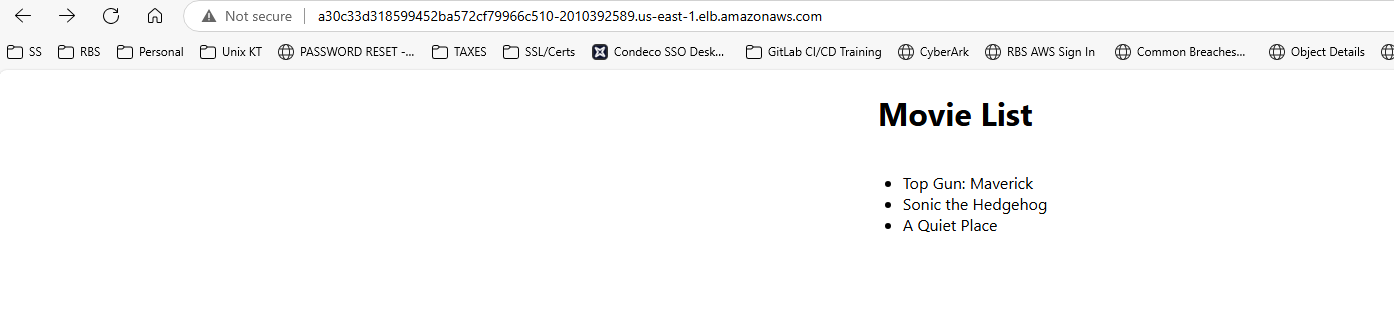 Not secure a30c33d318599452ba572cf79966c510-2010392589.us-east-1.elb.amazonaws.com
SS RBS Personal Unix KT PASSWORD RESET -... TAXES SSL/Certs Condeco SSO Desk... GitLab CI/CD Training CyberArk RBS AWS Sign In Common Breaches... Object Details
Movie List
Top Gun: Maverick
Sonic the Hedgehog
A Quiet Place